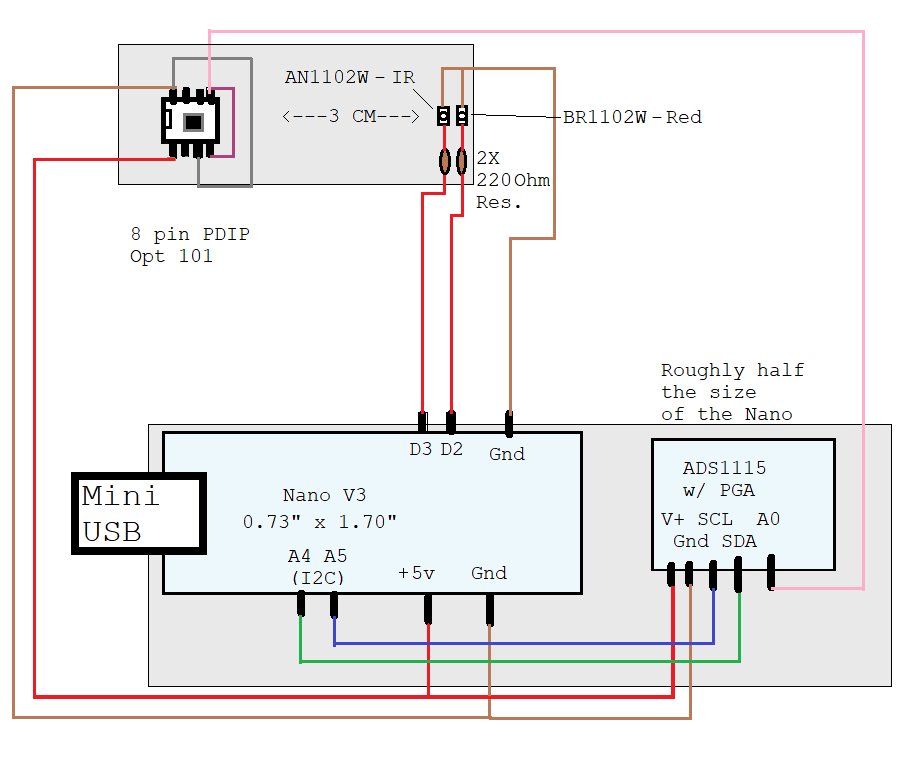 AN1102W-IR
<---3 CM--->
BR1102W-Red
2X
220Ohm
Res.
8 pin PDIP
Opt 101
Roughly half
the size
of the Nano
D3 D2
Gnd
Mini
USB
Nano V3
0.73" x 1.70"
A4 A5
(I2C)
+5v
Gnd
ADS1115
w/ PGA
V+ SCL A0
Gnd SDA